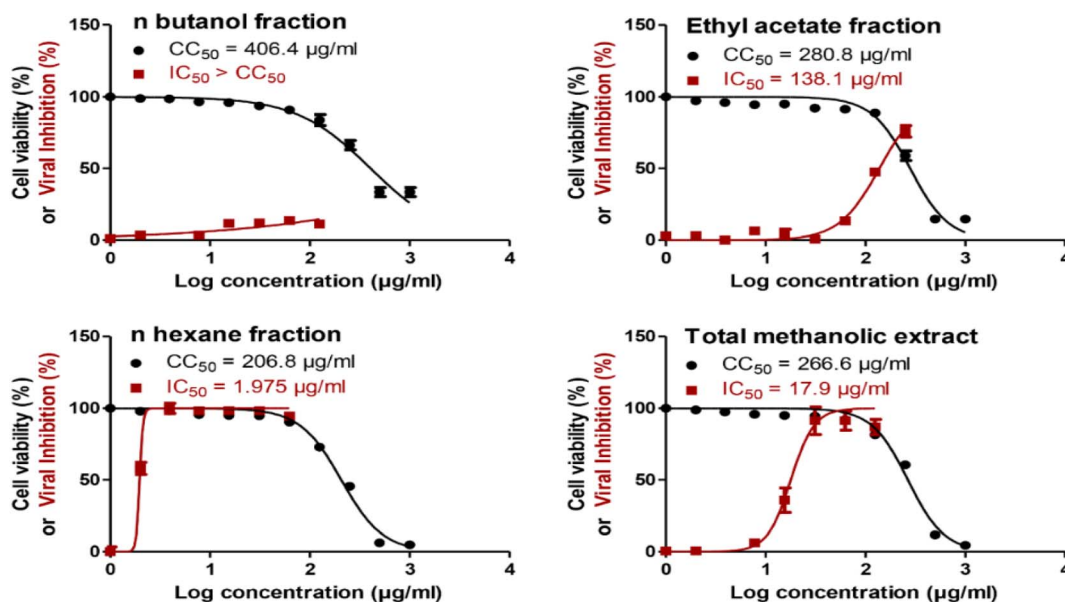 n butanol fraction
CC50 = 406.4 µg/ml
IC50 > CC50
Cell viability (%)
or Viral Inhibition (%)
150
100
50
0
0
1
2
3
4
Log concentration (µg/ml)
Ethyl acetate fraction
CC50 = 280.8 µg/ml
IC50 = 138.1 µg/ml
Cell viability (%)
or Viral Inhibition (%)
150
100
50
0
0
1
2
3
4
Log concentration (µg/ml)
n hexane fraction
CC50 = 206.8 µg/ml
IC50 = 1.975 µg/ml
Cell viability (%)
or Viral Inhibition (%)
150
100
50
0
0
1
2
3
4
Log concentration (µg/ml)
Total methanolic extract
CC50 = 266.6 µg/ml
IC50 = 17.9 µg/ml
Cell viability (%)
or Viral Inhibition (%)
150
100
50
0
0
1
2
3
4
Log concentration (µg/ml)